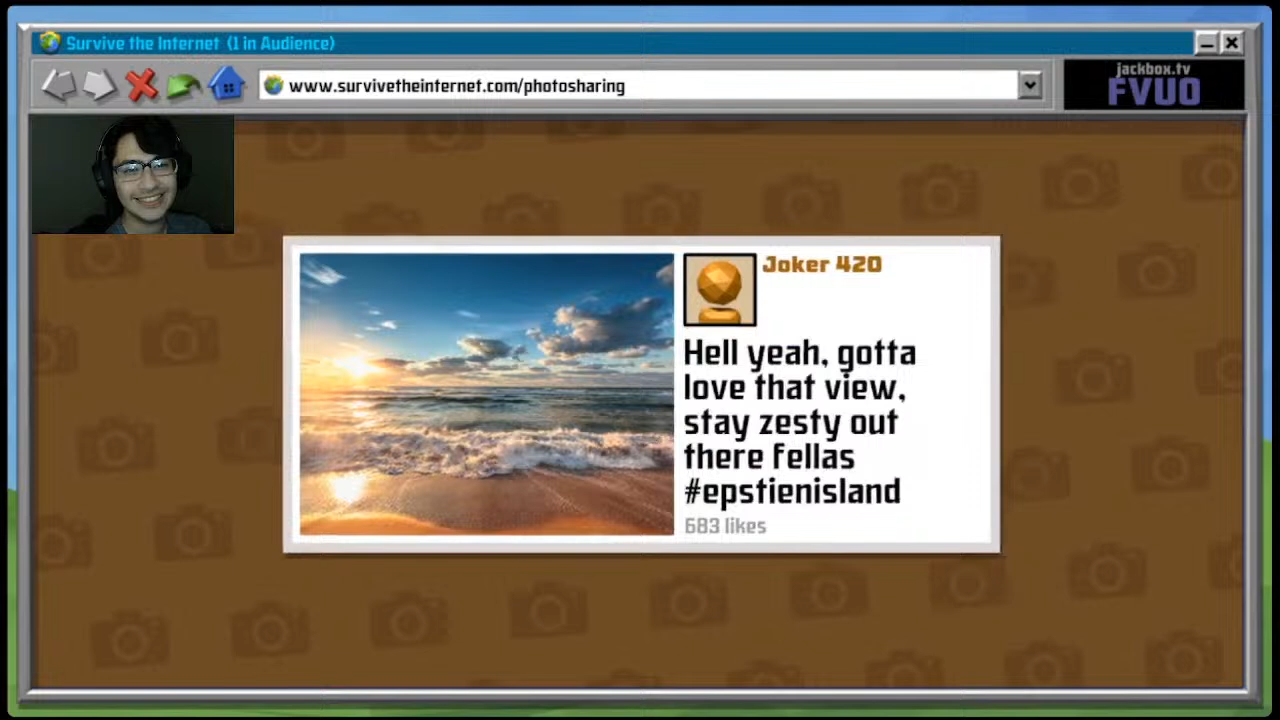 Survive the Internet (1 in Audience)
www.survivetheinternet.com/photosharing
jackbox.tv
FVUO
Joker 420
Hell yeah, gotta
love that view,
stay zesty out
there fellas
#epstienisland
683 likes